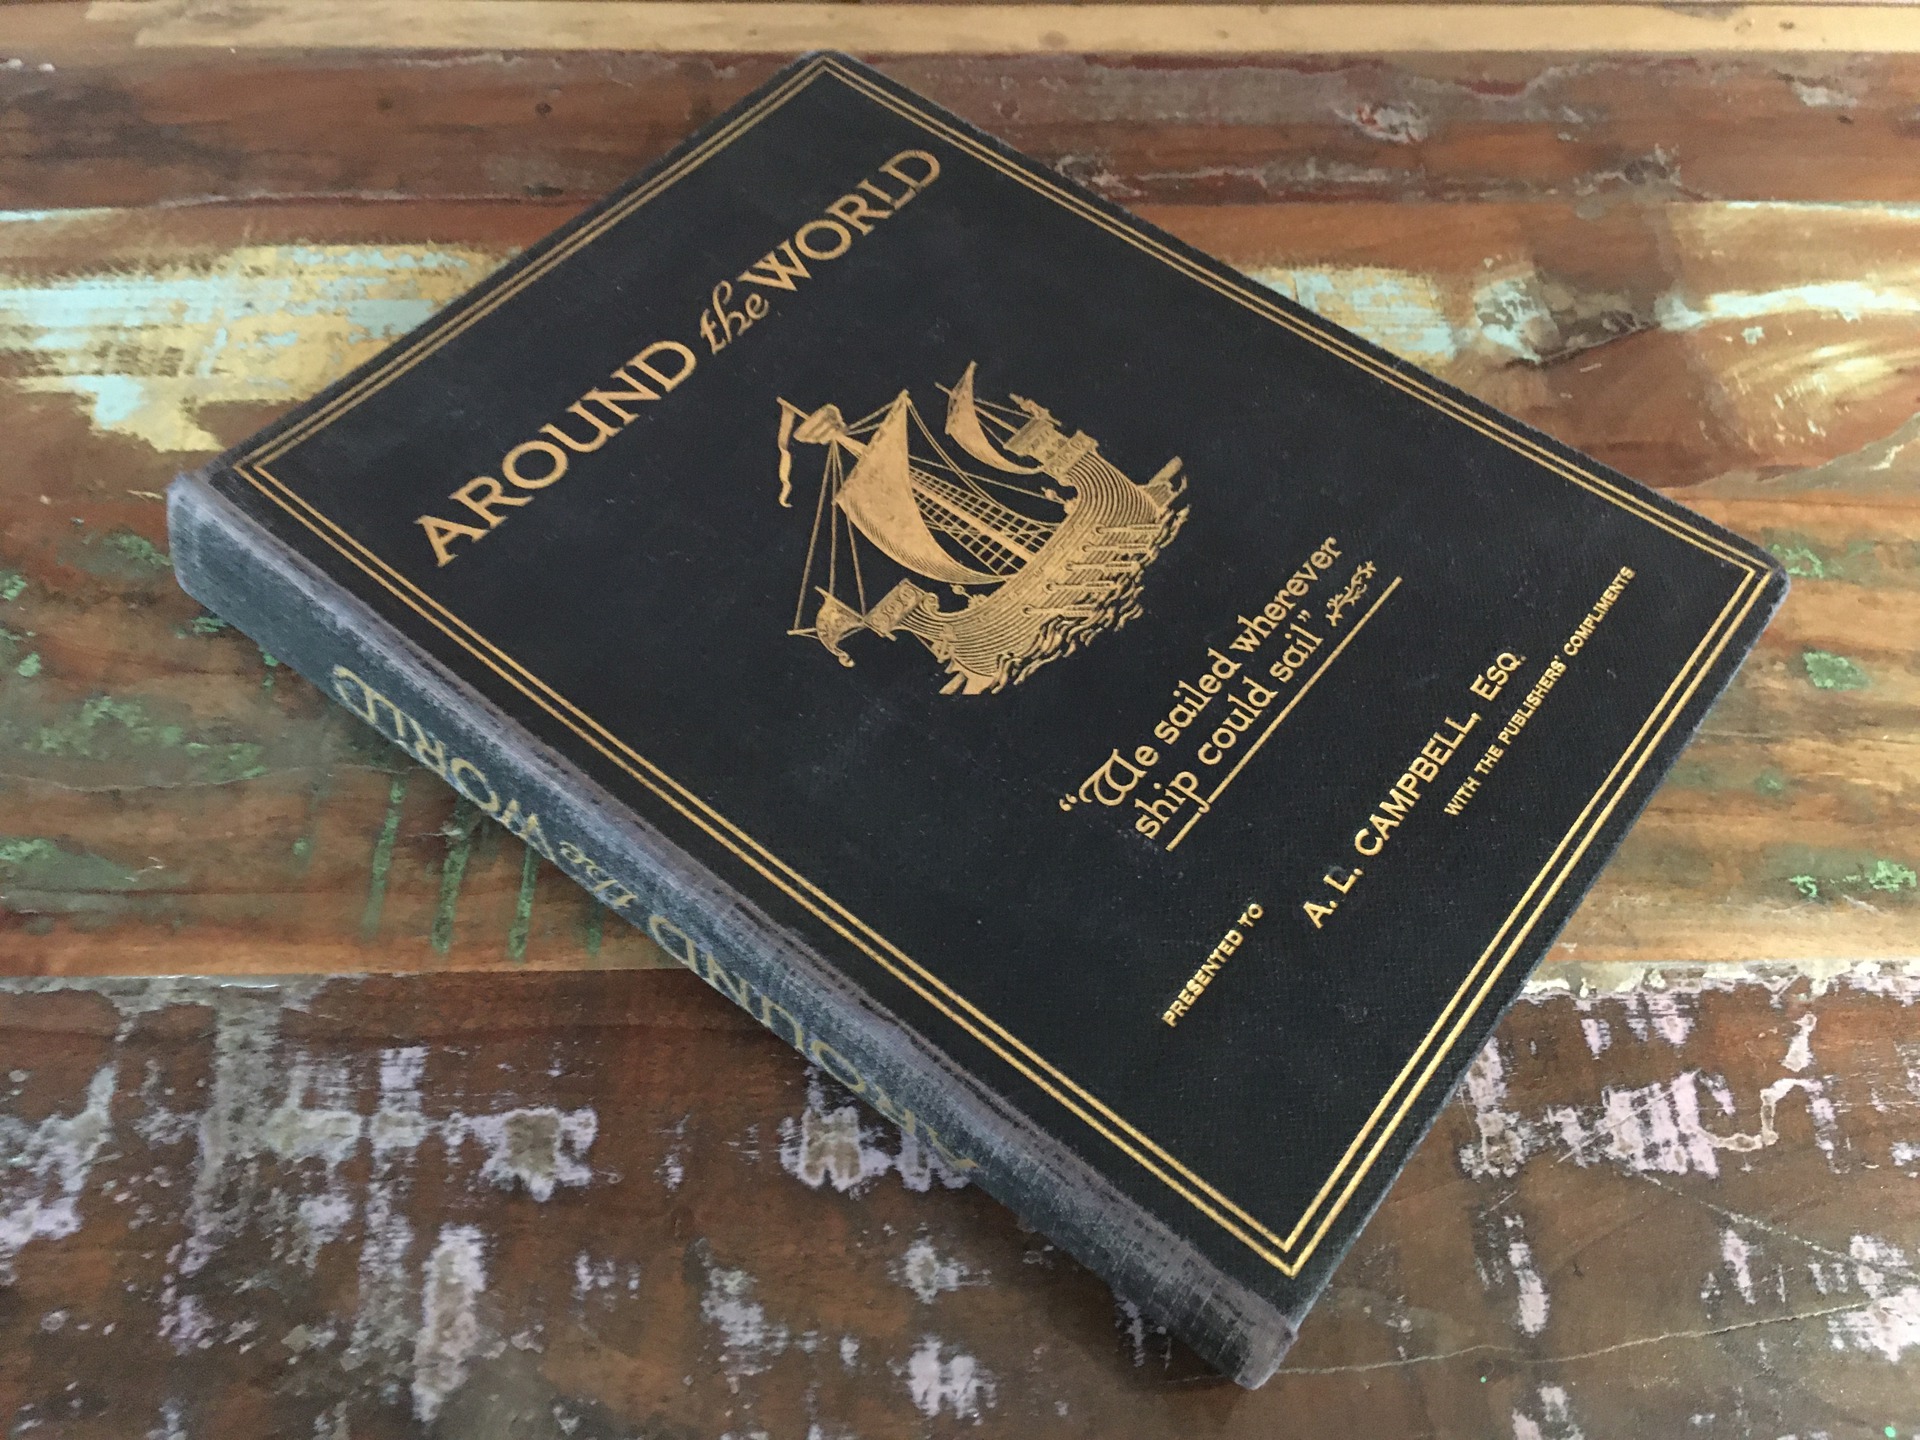 AROUND the WORLD
“We sailed wherever
ship could sail”
PRESENTED TO
A. L. CAMPBELL, ESQ.
WITH THE PUBLISHERS' COMPLIMENTS
AROUND the WORLD